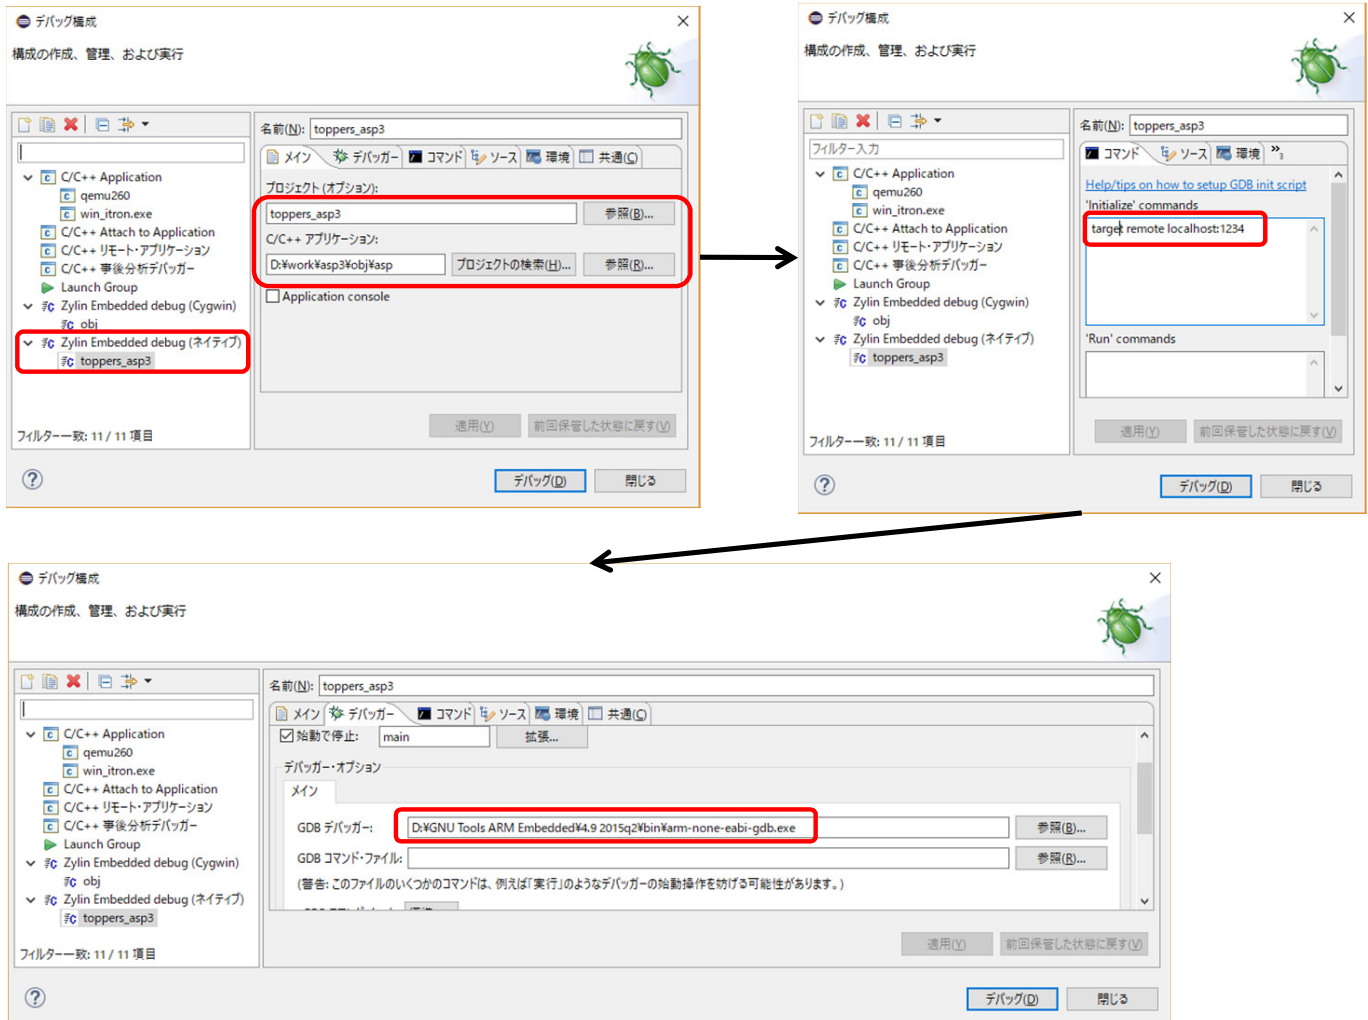 デバッグ構成
構成の作成、管理、および実行
名前(N): toppers_asp3
メイン デバッガー コマンド ソース 環境 共通(C)
C/C++ Application
qemu260
win_itron.exe
C/C++ Attach to Application
C/C++ リモート・アプリケーション
C/C++ 事後分析デバッガー
Launch Group
Zylin Embedded debug (Cygwin)
obj
Zylin Embedded debug (ネイティブ)
toppers_asp3
フィルター一致: 11 / 11 項目
プロジェクト (オプション):
toppers_asp3 参照(B)...
C/C++ アプリケーション:
D:¥work¥asp3¥obj¥asp プロジェクトの検索(H)... 参照(R)...
Application console
適用(Y) 前回保管した状態に戻す(V)
デバッグ(D) 閉じる
デバッグ構成
構成の作成、管理、および実行
フィルター入力
C/C++ Application
qemu260
win_itron.exe
C/C++ Attach to Application
C/C++ リモート・アプリケーション
C/C++ 事後分析デバッガー
Launch Group
Zylin Embedded debug (Cygwin)
obj
Zylin Embedded debug (ネイティブ)
toppers_asp3
フィルター一致: 11 / 11 項目
名前(N): toppers_asp3
コマンド ソース 環境
Help/tips on how to setup GDB init script
'Initialize' commands
target remote localhost:1234
'Run' commands
適用(Y) 前回保管した状態に戻す(V)
デバッグ(D) 閉じる
デバッグ構成
構成の作成、管理、および実行
C/C++ Application
qemu260
win_itron.exe
C/C++ Attach to Application
C/C++ リモート・アプリケーション
C/C++ 事後分析デバッガー
Launch Group
Zylin Embedded debug (Cygwin)
obj
Zylin Embedded debug (ネイティブ)
toppers_asp3
フィルター一致: 11 / 11 項目
名前(N): toppers_asp3
メイン デバッガー コマンド ソース 環境 共通(C)
始動で停止: main 拡張...
デバッガー・オプション
メイン
GDB デバッガー: D:¥GNU Tools ARM Embedded¥4.9 2015q2¥bin¥arm-none-eabi-gdb.exe 参照(B)...
GDB コマンド・ファイル: 参照(R)...
(警告: このファイルのいくつかのコマンドは、例えば「実行」のようなデバッガーの始動操作を妨げる可能性があります。)
適用(Y) 前回保管した状態に戻す(V)
デバッグ(D) 閉じる